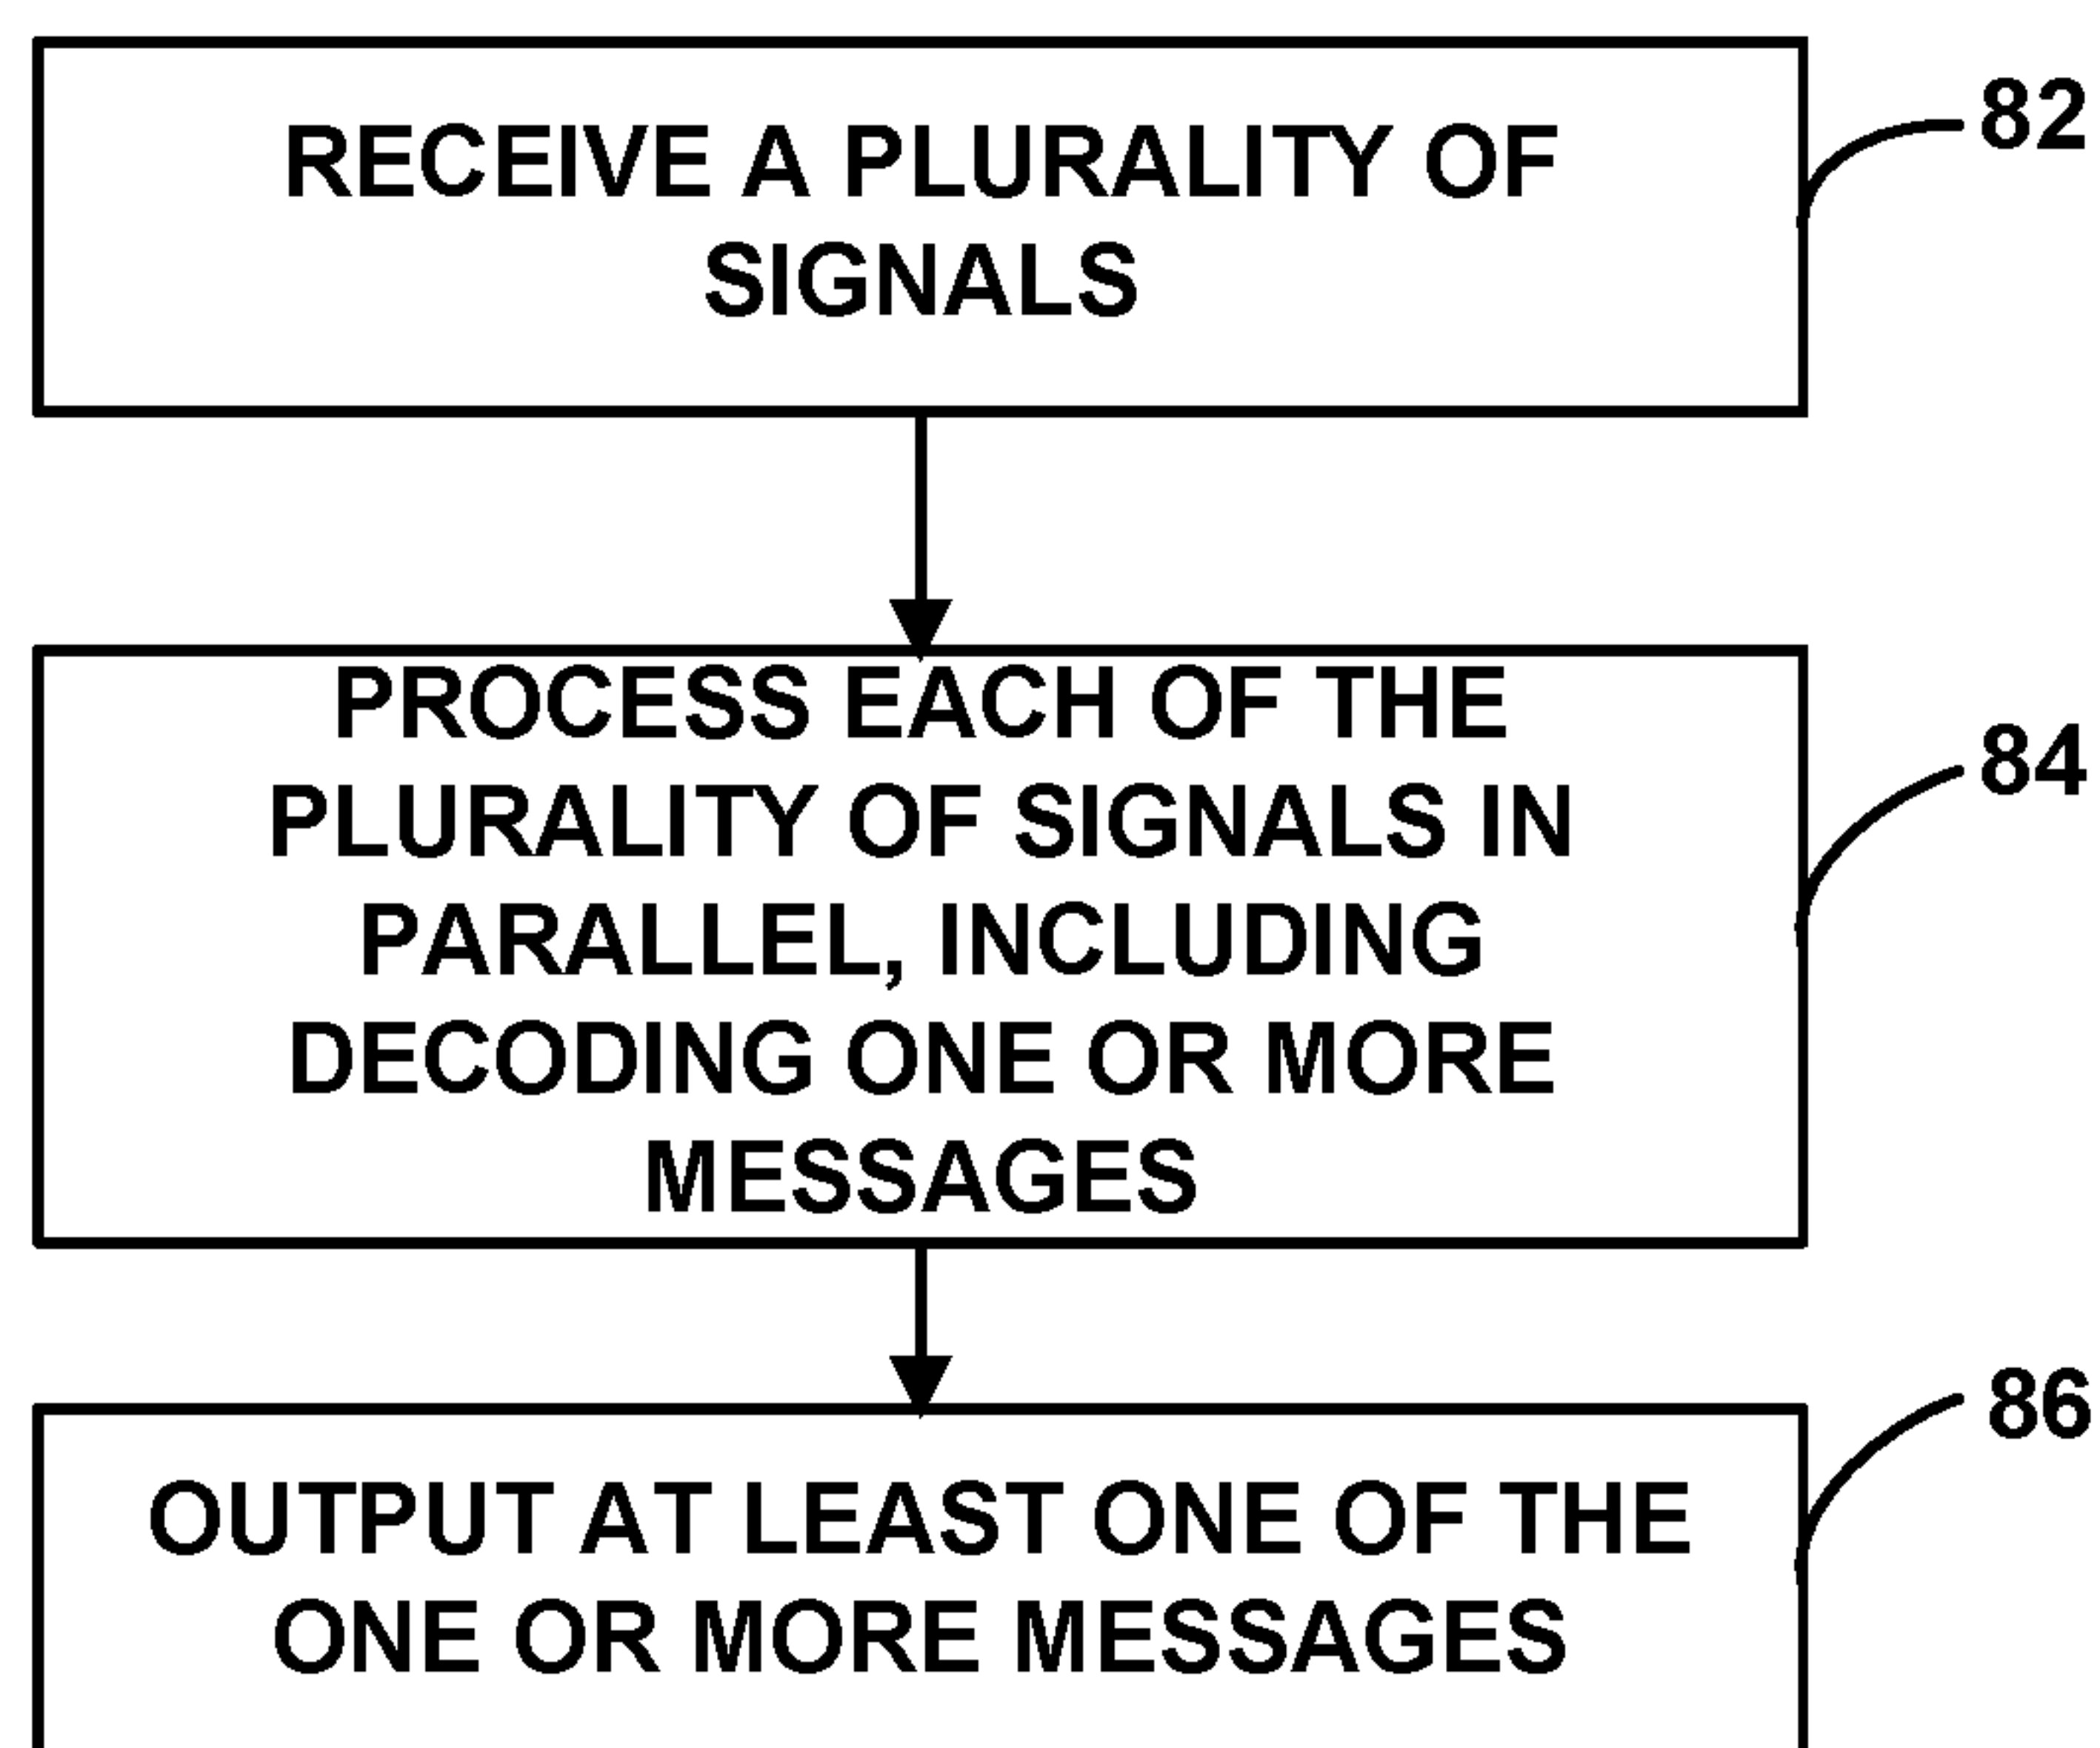 RECEIVE A PLURALITY OF
SIGNALS
82
PROCESS EACH OF THE
PLURALITY OF SIGNALS IN
PARALLEL, INCLUDING
DECODING ONE OR MORE
MESSAGES
84
OUTPUT AT LEAST ONE OF THE
ONE OR MORE MESSAGES
86